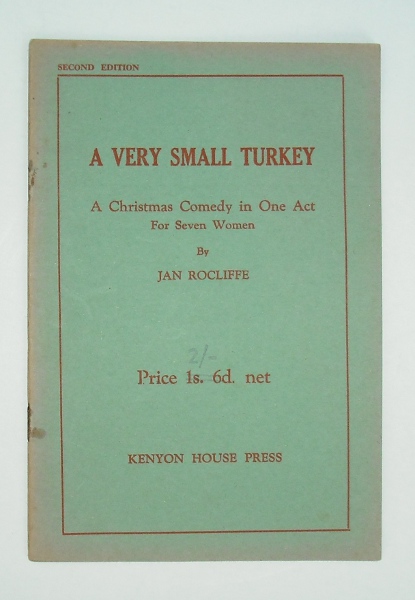 SECOND EDITION
A VERY SMALL TURKEY
A Christmas Comedy in One Act
For Seven Women
By
JAN ROCLIFFE
2/-
Price 1s. 6d. net
KENYON HOUSE PRESS